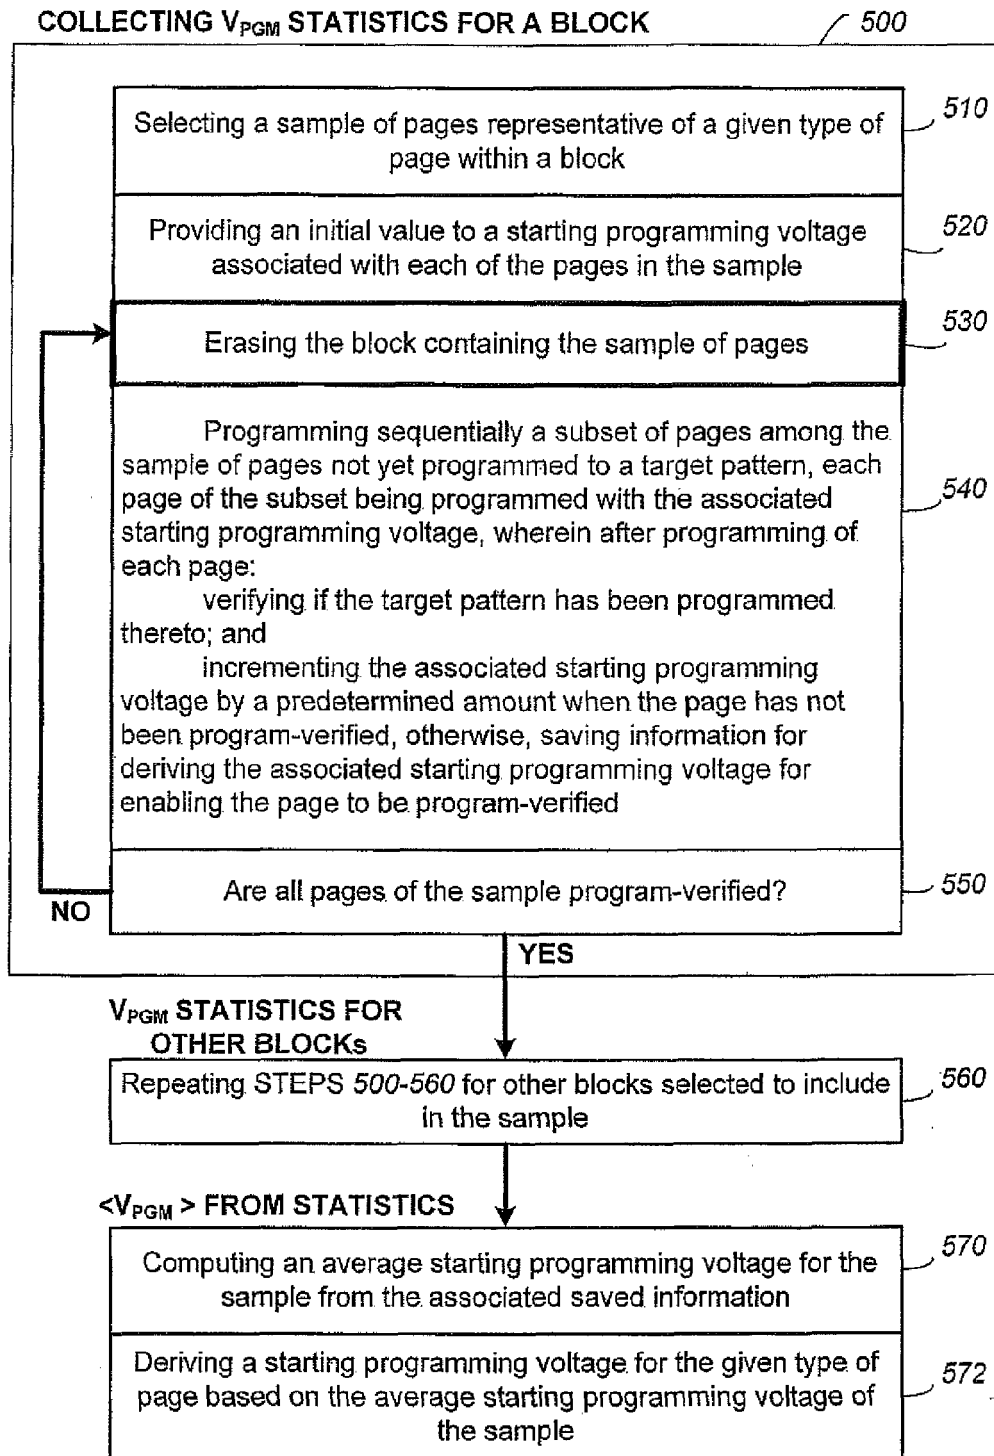 COLLECTING VPGM STATISTICS FOR A BLOCK
500
Selecting a sample of pages representative of a given type of
page within a block
510
Providing an initial value to a starting programming voltage
associated with each of the pages in the sample
520
Erasing the block containing the sample of pages
530
Programming sequentially a subset of pages among the
sample of pages not yet programmed to a target pattern, each
page of the subset being programmed with the associated
starting programming voltage, wherein after programming of
each page:
verifying if the target pattern has been programmed
thereto; and
incrementing the associated starting programming
voltage by a predetermined amount when the page has not
been program-verified, otherwise, saving information for
deriving the associated starting programming voltage for
enabling the page to be program-verified
540
Are all pages of the sample program-verified?
550
NO
YES
VPGM STATISTICS FOR
OTHER BLOCKs
Repeating STEPS 500-560 for other blocks selected to include
in the sample
560
<VPGM > FROM STATISTICS
Computing an average starting programming voltage for the
sample from the associated saved information
570
Deriving a starting programming voltage for the given type of
page based on the average starting programming voltage of
the sample
572